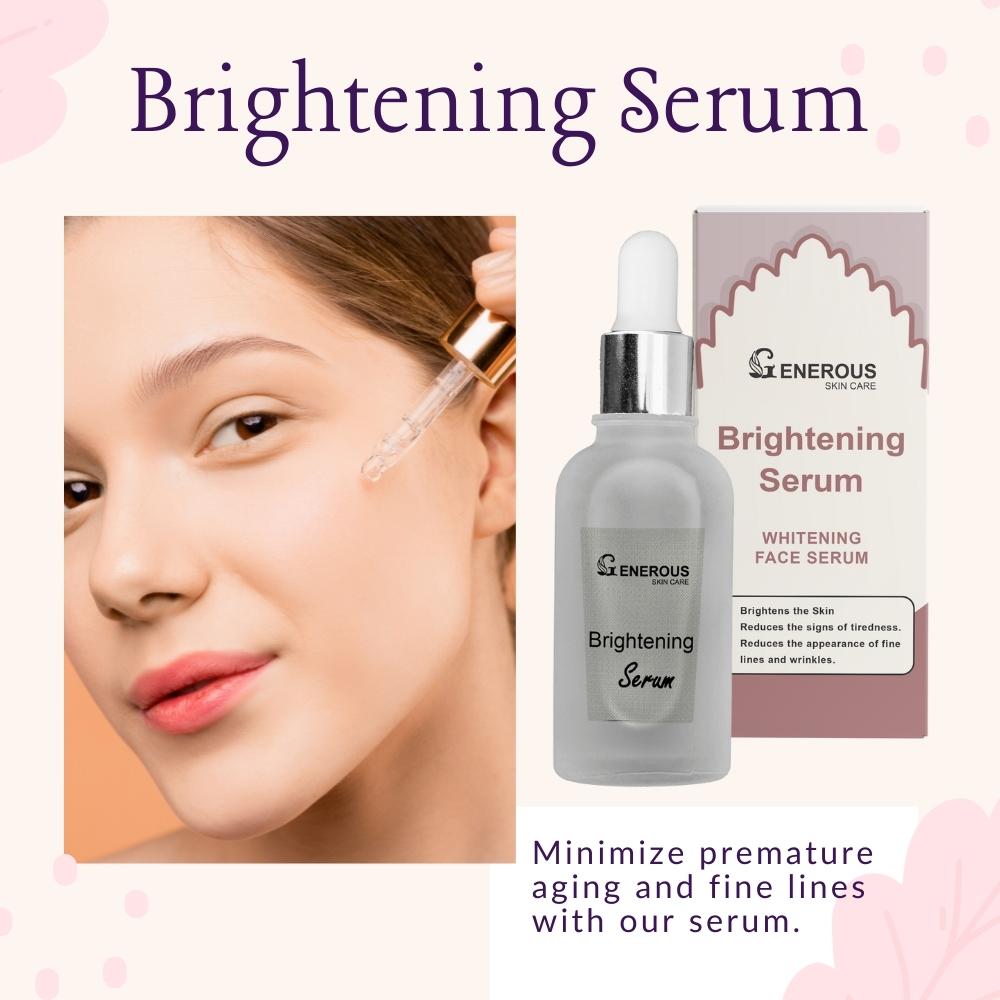 Brightening Serum
GENEROUS
SKIN CARE
Brightening
Serum
WHITENING
FACE SERUM
Brightens the Skin
Reduces the signs of tiredness.
Reduces the appearance of fine
lines and wrinkles.
GENEROUS
SKIN CARE
Brightening
Serum
Minimize premature
aging and fine lines
with our serum.